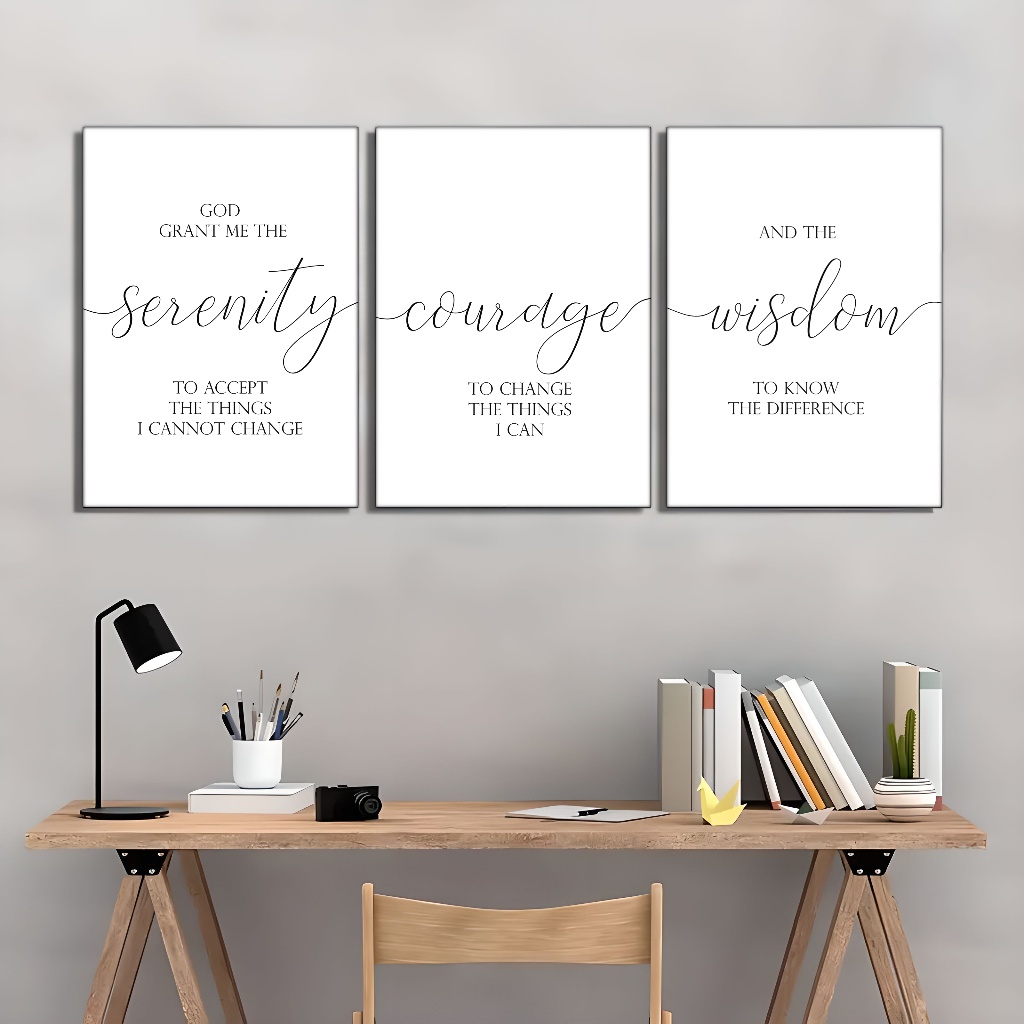 GOD
GRANT ME THE
serenity
TO ACCEPT
THE THINGS
I CANNOT CHANGE
courage
TO CHANGE
THE THINGS
I CAN
AND THE
wisdom
TO KNOW
THE DIFFERENCE